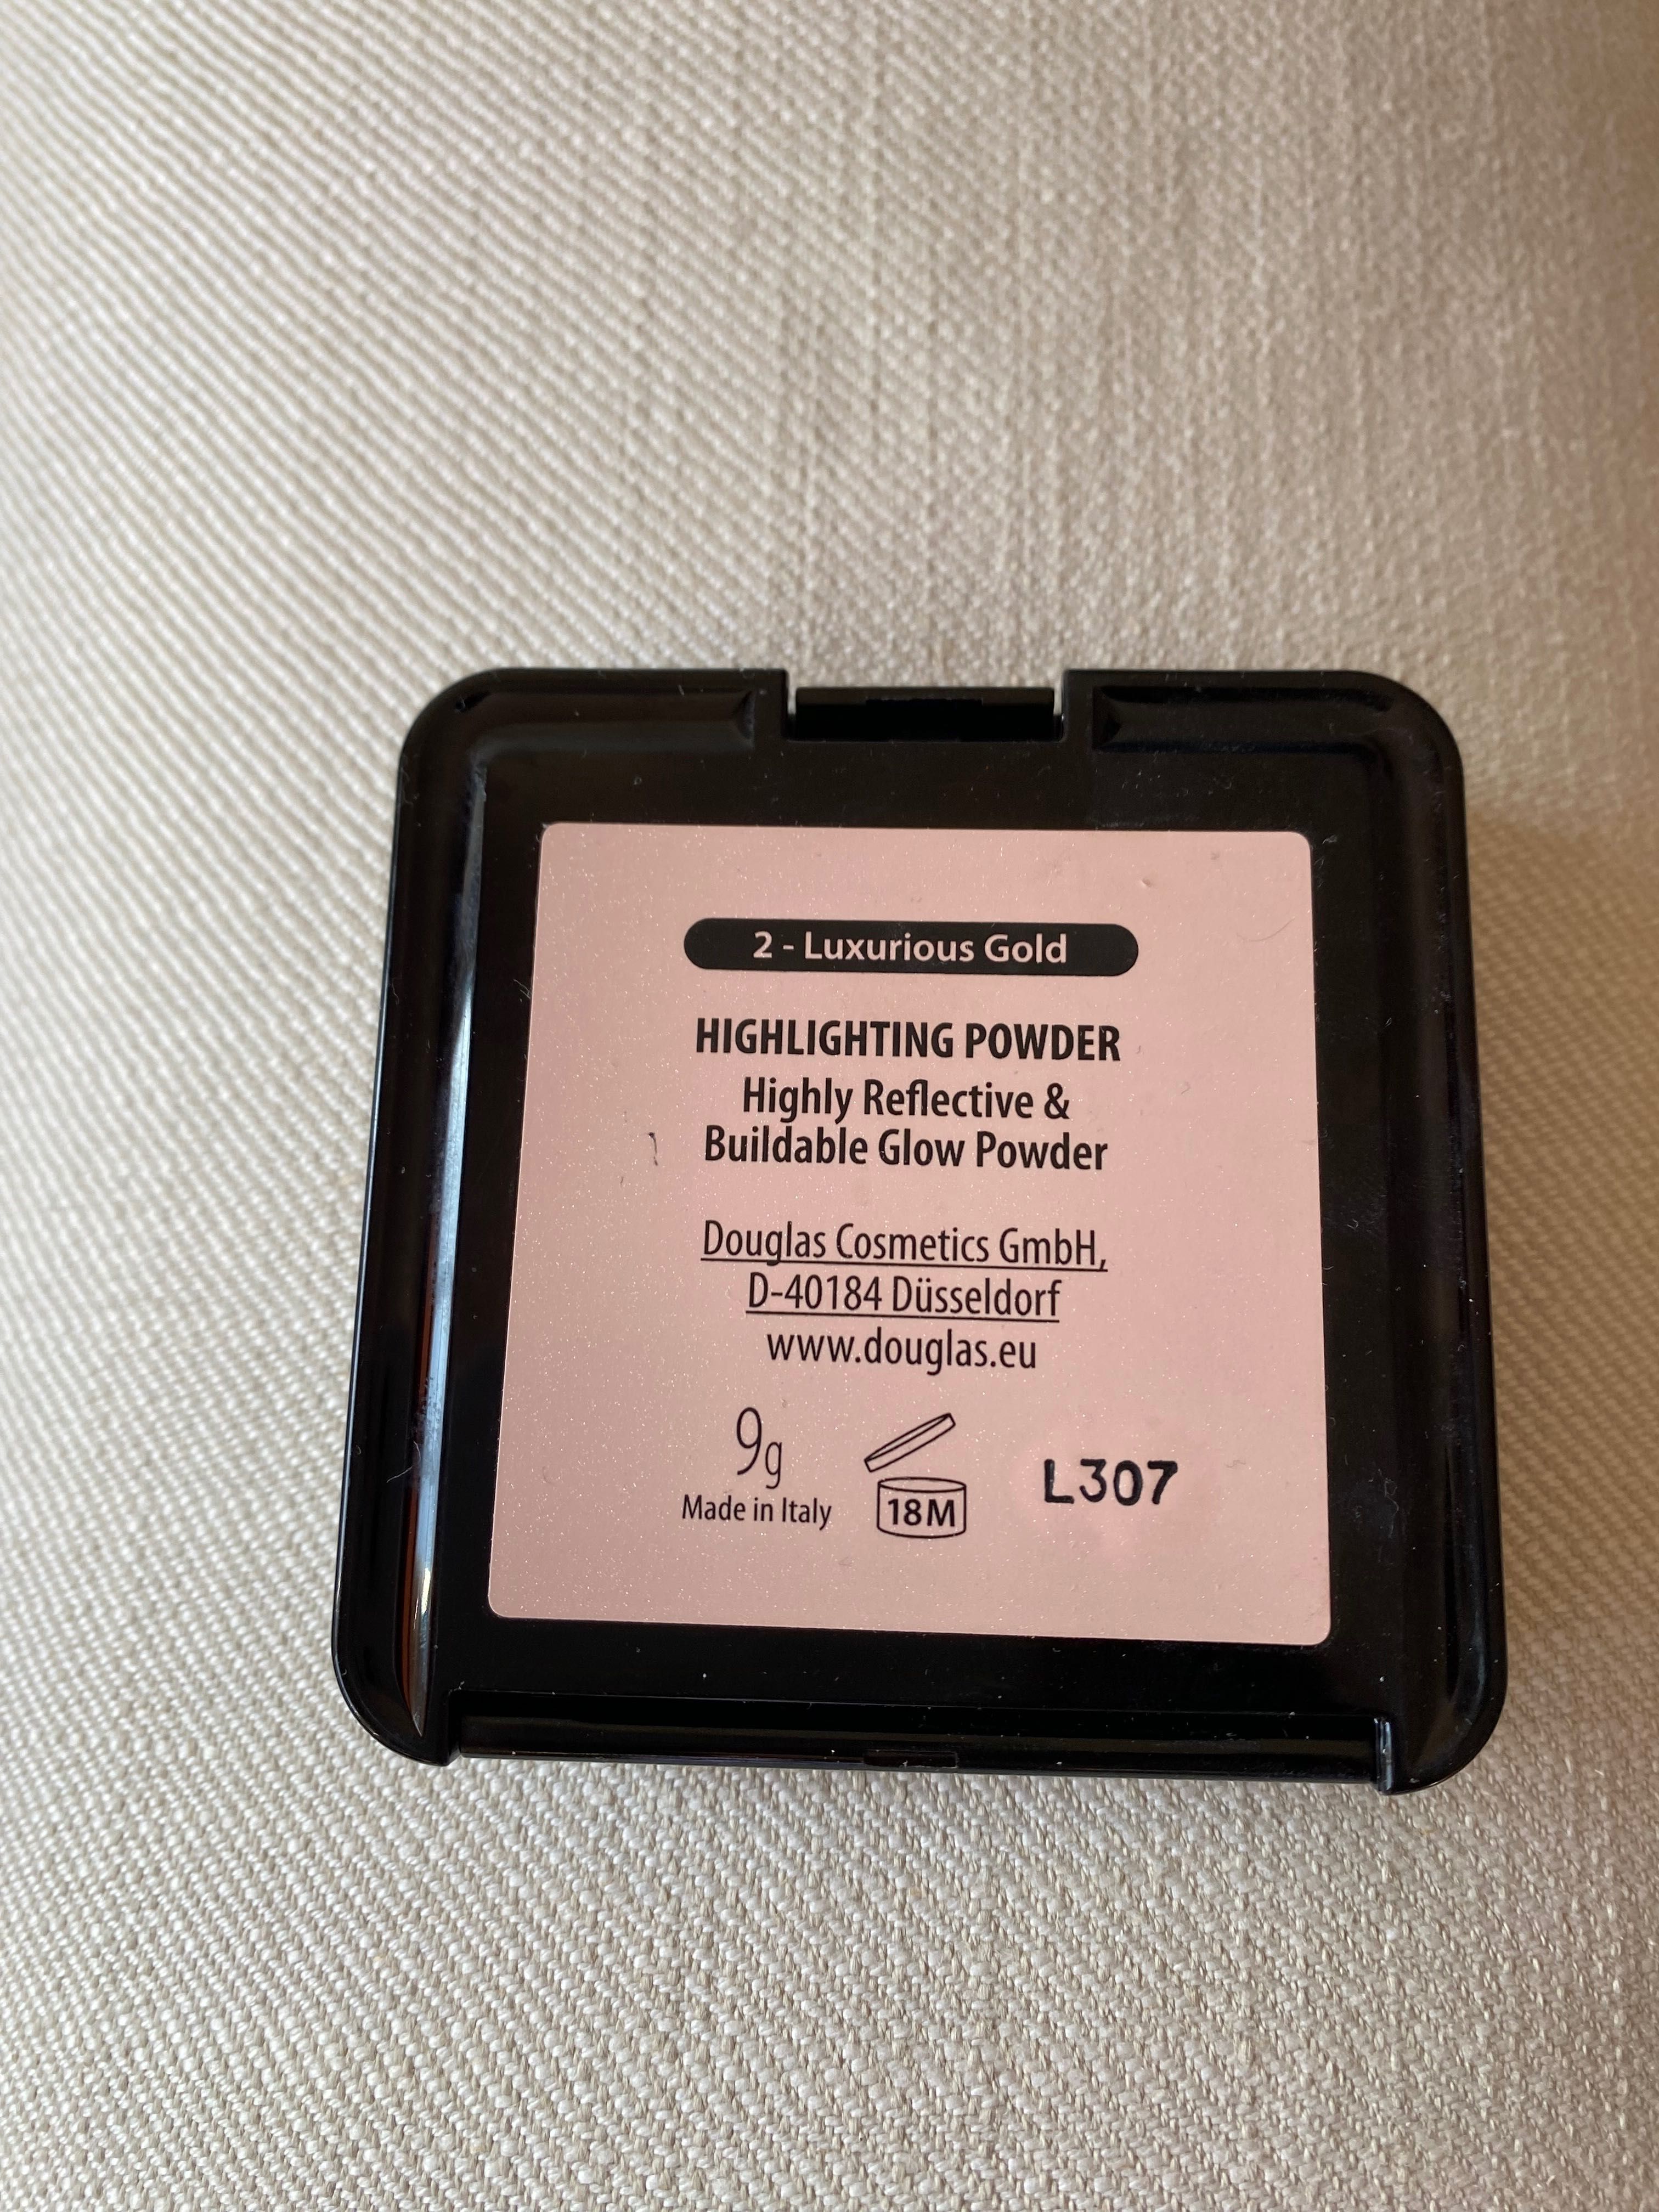 2 - Luxurious Gold
HIGHLIGHTING POWDER
Highly Reflective &
Buildable Glow Powder
Douglas Cosmetics GmbH,
D-40184 Düsseldorf
www.douglas.eu
9g
Made in Italy
18M
L307